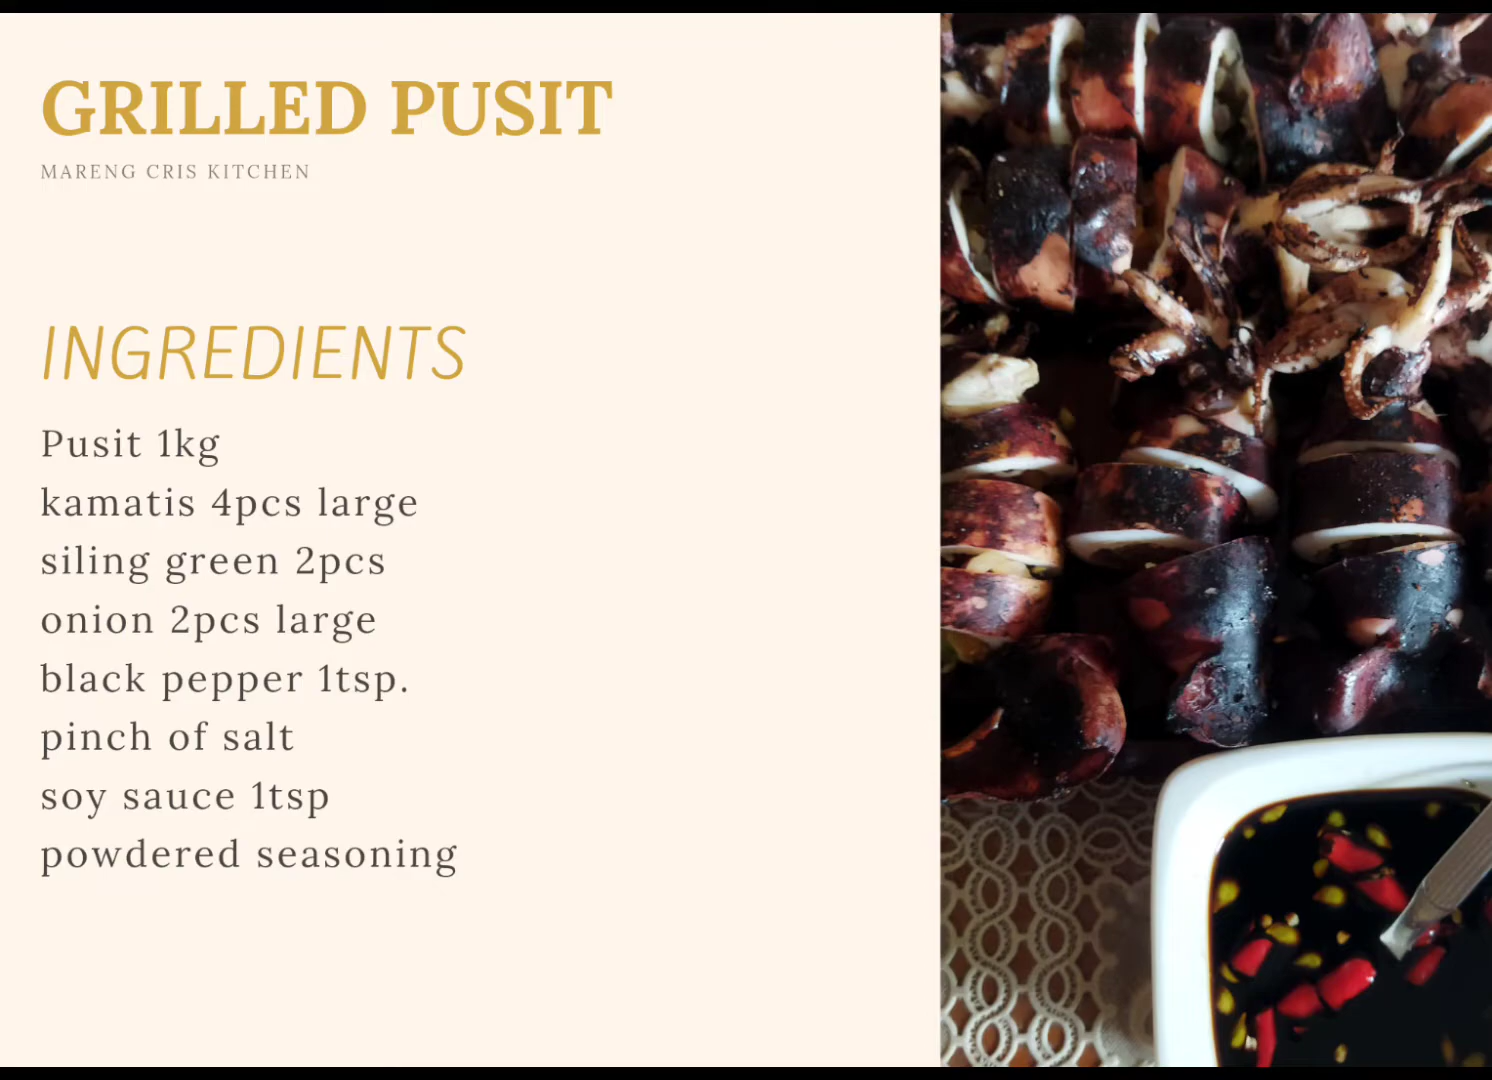 GRILLED PUSIT
MARENG CRIS KITCHEN
INGREDIENTS
Pusit 1kg
kamatis 4pcs large
siling green 2pcs
onion 2pcs large
black pepper 1tsp.
pinch of salt
soy sauce 1tsp
powdered seasoning